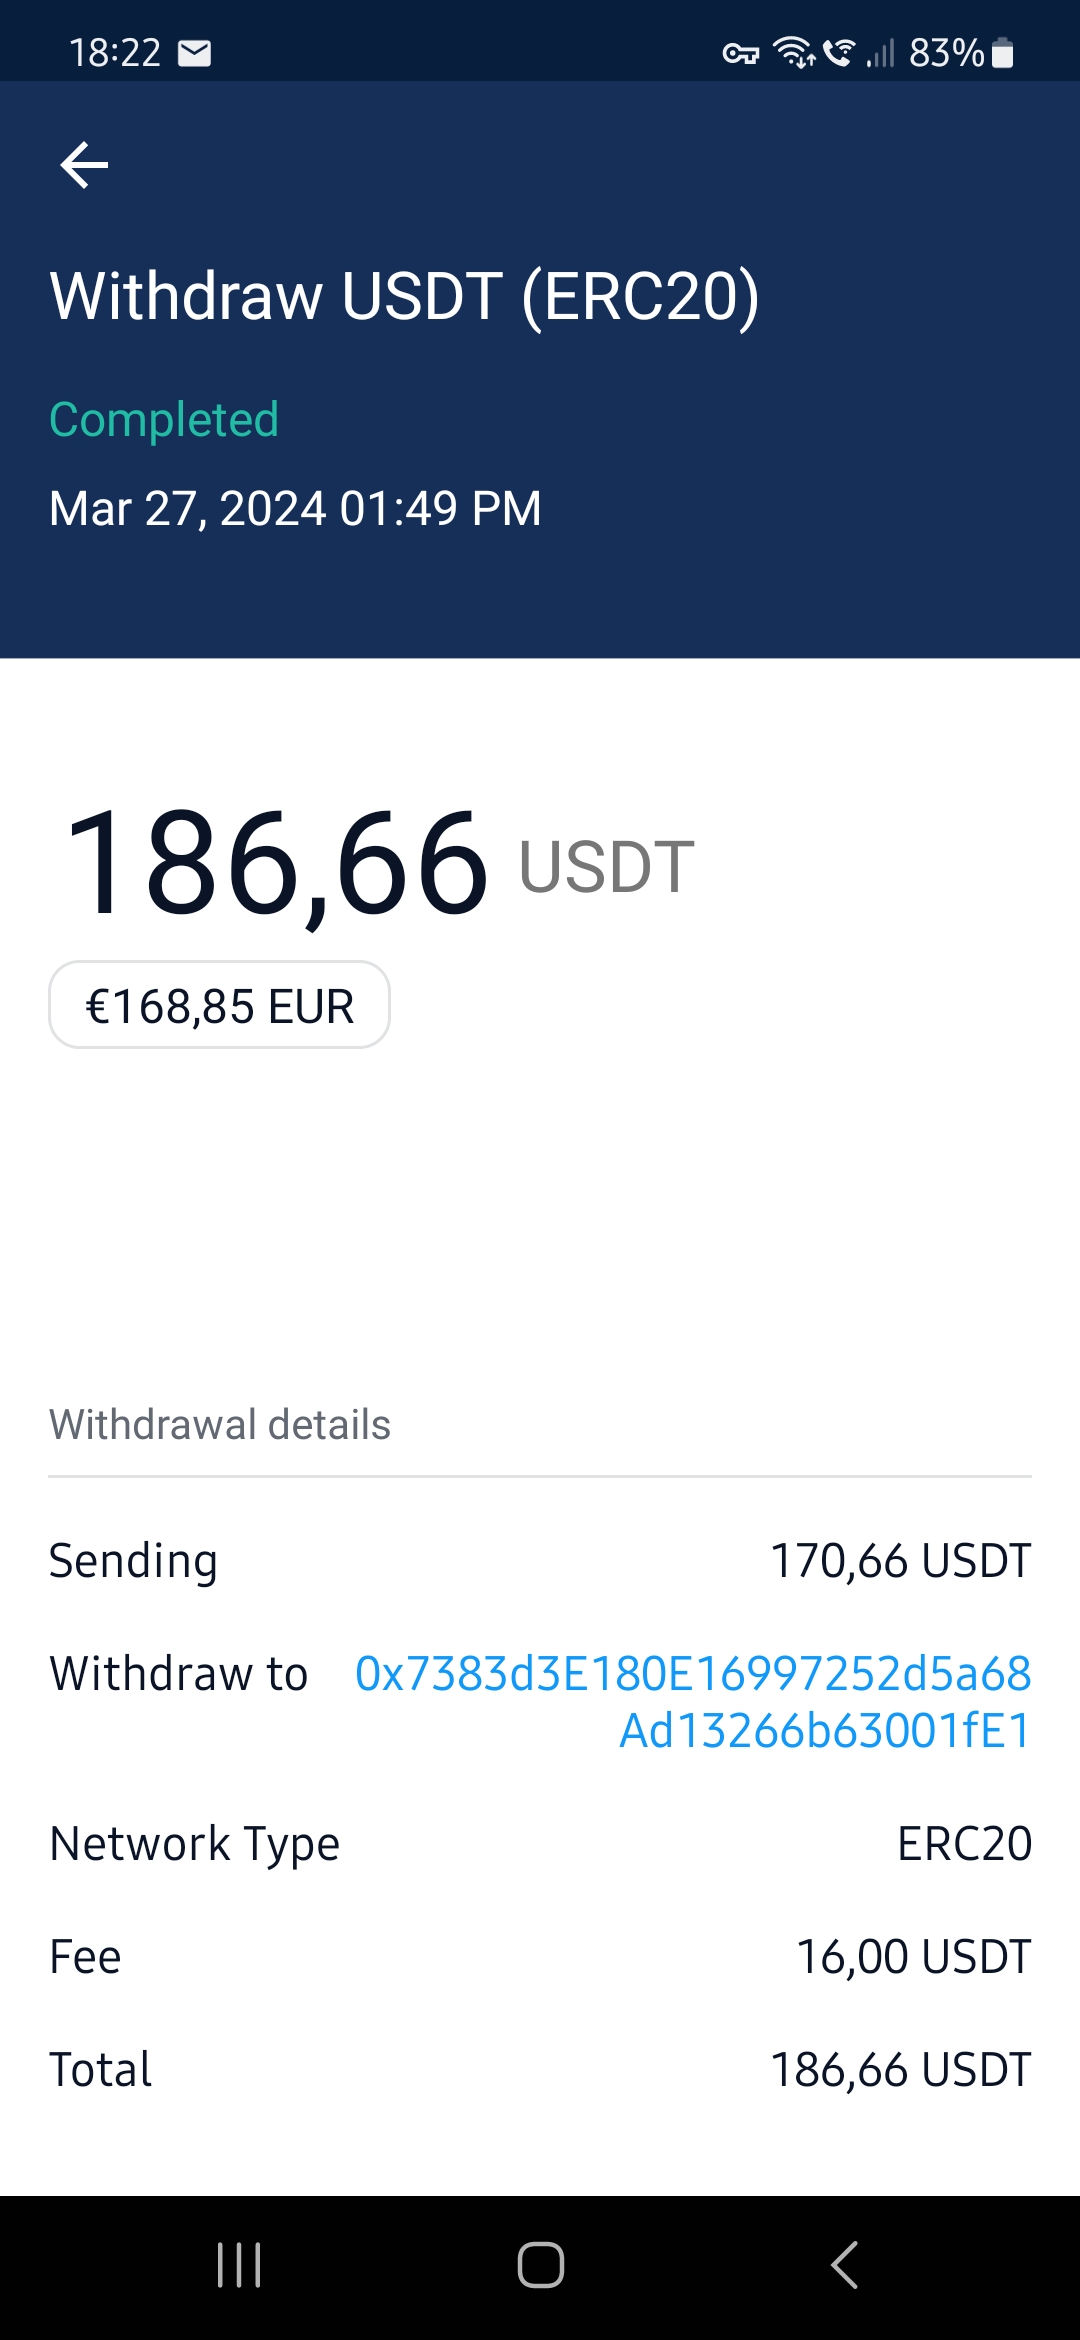 18:22
83%
Withdraw USDT (ERC20)
Completed
Mar 27, 2024 01:49 PM
186,66 USDT
€168,85 EUR
Withdrawal details
Sending 170,66 USDT
Withdraw to 0x7383d3E180E16997252d5a68
Ad13266b63001fE1
Network Type ERC20
Fee 16,00 USDT
Total 186,66 USDT